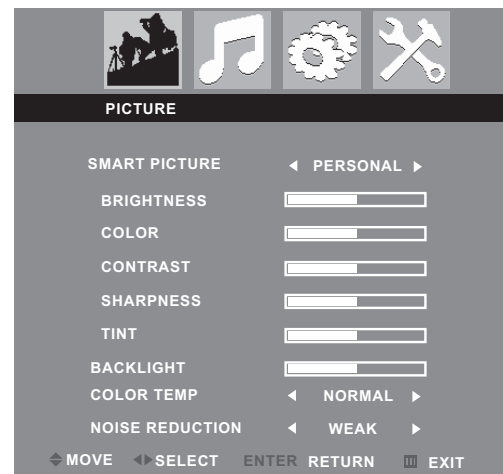 PICTURE
SMART PICTURE PERSONAL
BRIGHTNESS
COLOR
CONTRAST
SHARPNESS
TINT
BACKLIGHT
COLOR TEMP NORMAL
NOISE REDUCTION WEAK
MOVE SELECT ENTER RETURN EXIT